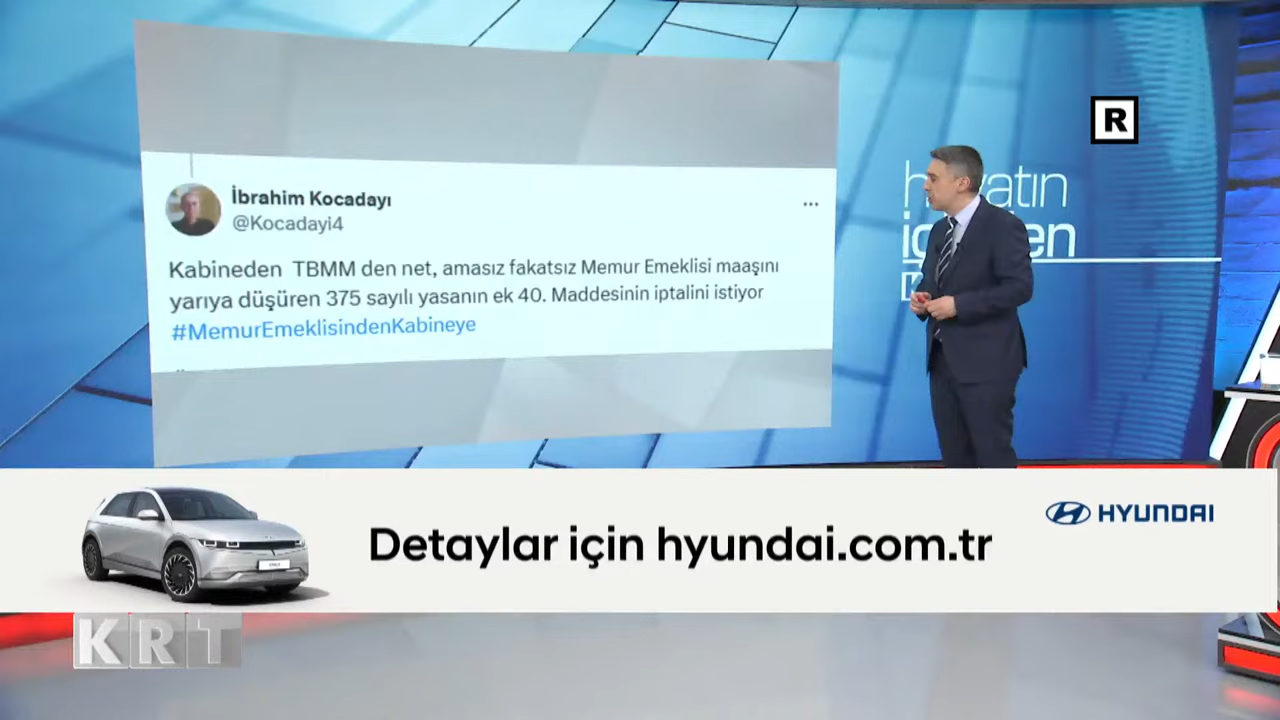 R
İbrahim Kocadayı
@Kocadayi4
Kabineden TBMM den net, amasız fakatsız Memur Emeklisi maaşını
yarıya düşüren 375 sayılı yasanın ek 40. Maddesinin iptalini istiyor
#MemurEmeklisindenKabineye
Detaylar için hyundai.com.tr
HYUNDAI
KRT